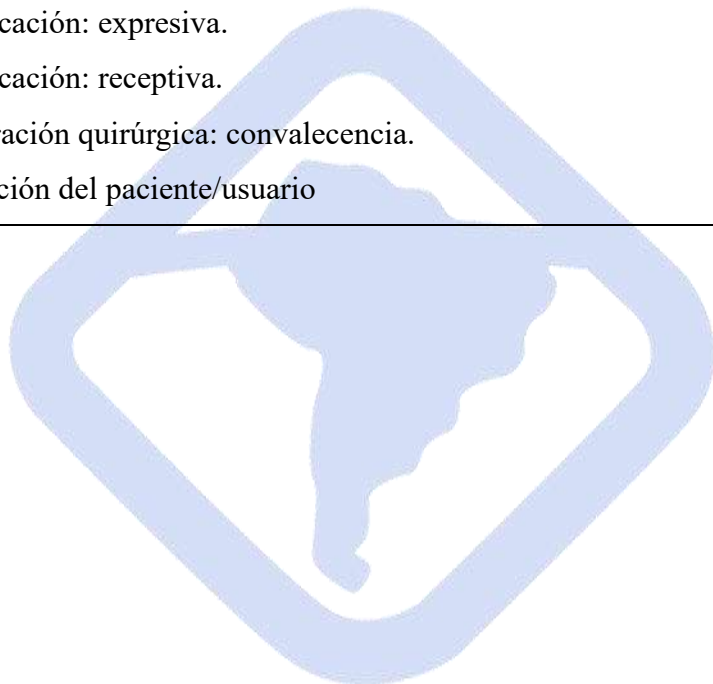 cación: expresiva.
cación: receptiva.
ración quirúrgica: convalecencia.
ción del paciente/usuario